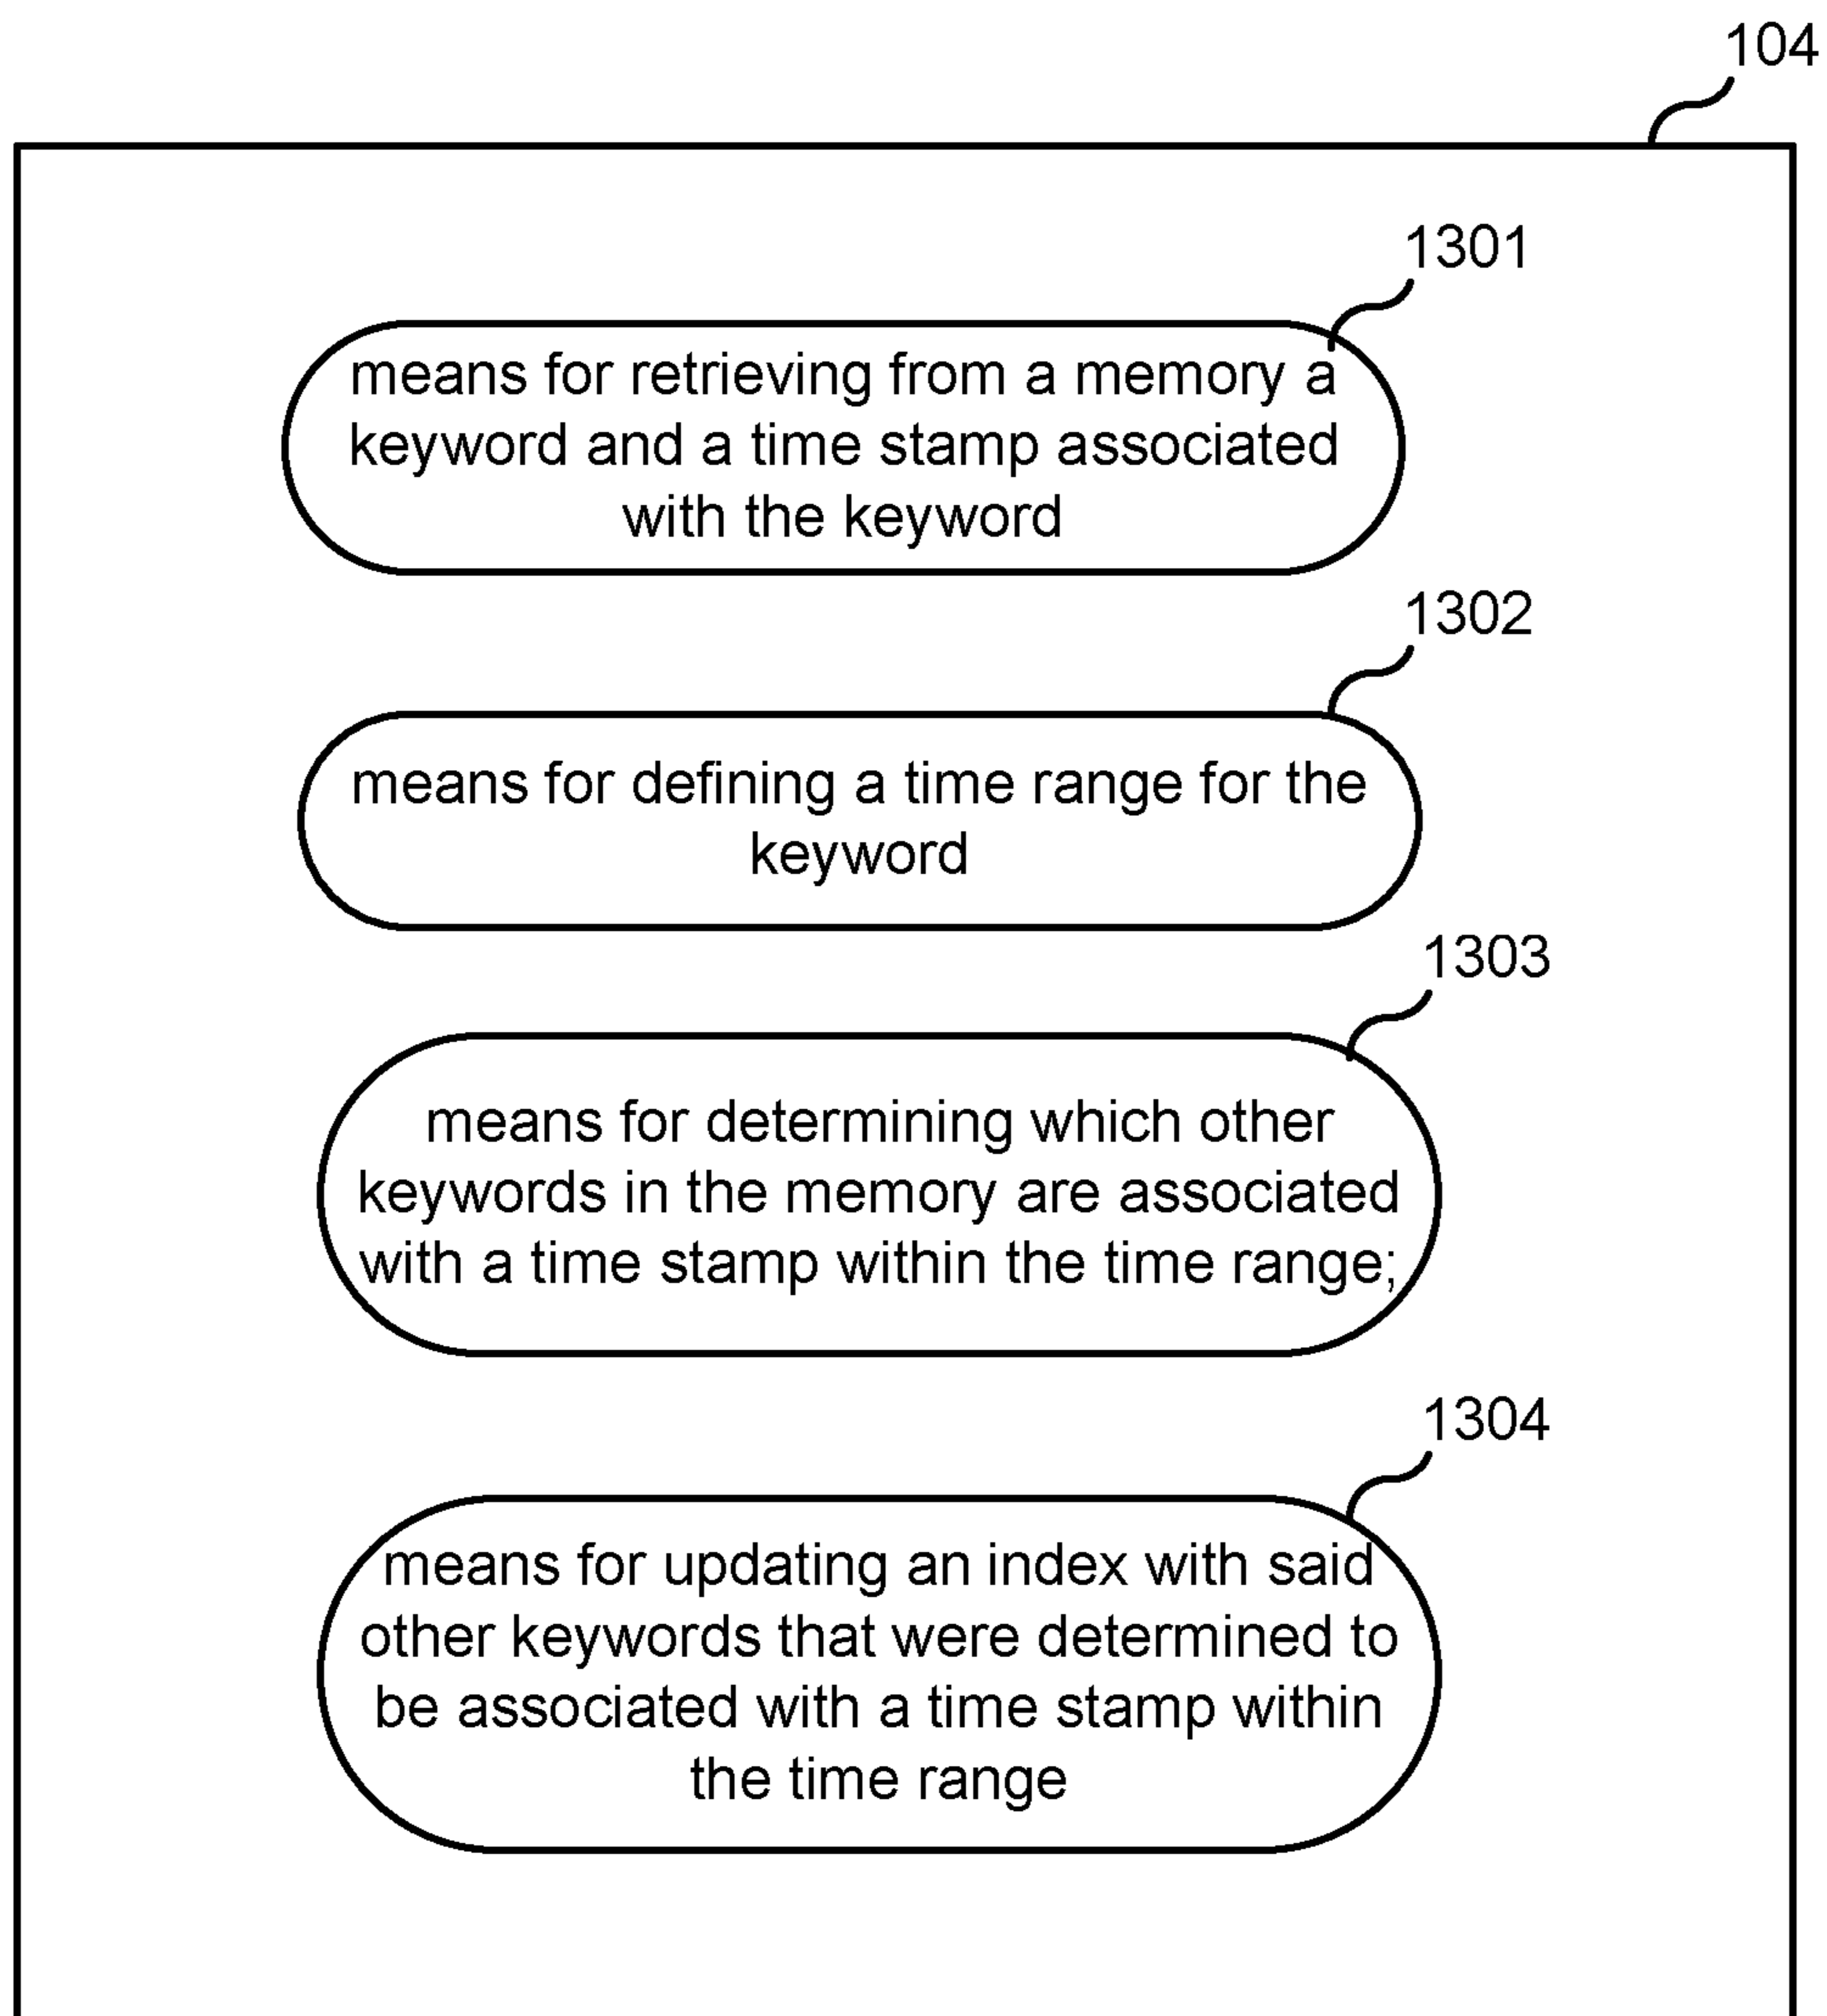 104
1301
means for retrieving from a memory a
keyword and a time stamp associated
with the keyword
1302
means for defining a time range for the
keyword
1303
means for determining which other
keywords in the memory are associated
with a time stamp within the time range;
1304
means for updating an index with said
other keywords that were determined to
be associated with a time stamp within
the time range